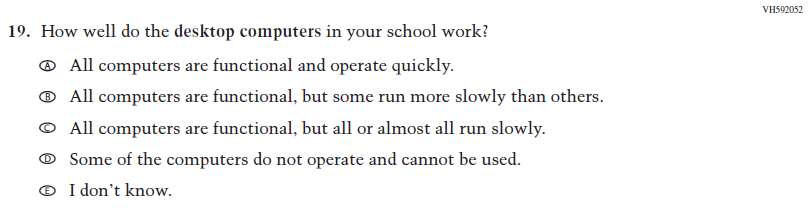 VH592052
19. How well do the desktop computers in your school work?
Ⓐ All computers are functional and operate quickly.
Ⓑ All computers are functional, but some run more slowly than others.
Ⓒ All computers are functional, but all or almost all run slowly.
Ⓓ Some of the computers do not operate and cannot be used.
Ⓔ I don’t know.